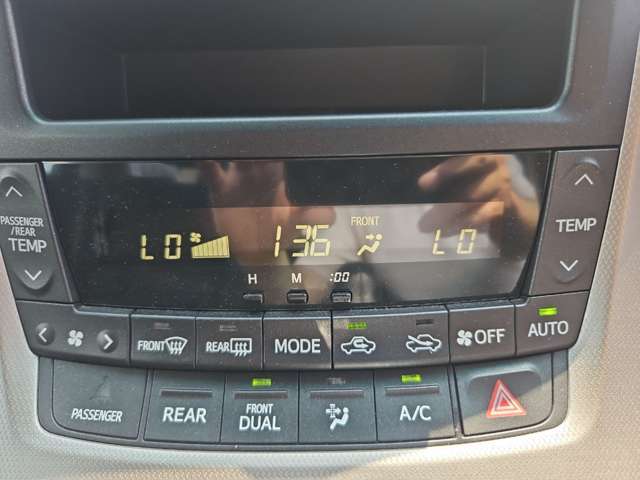 PASSENGER
/REAR
TEMP
FRONT
LO 136 LO
TEMP
H M :00
FRONT REAR MODE OFF AUTO
PASSENGER REAR FRONT
DUAL A/C